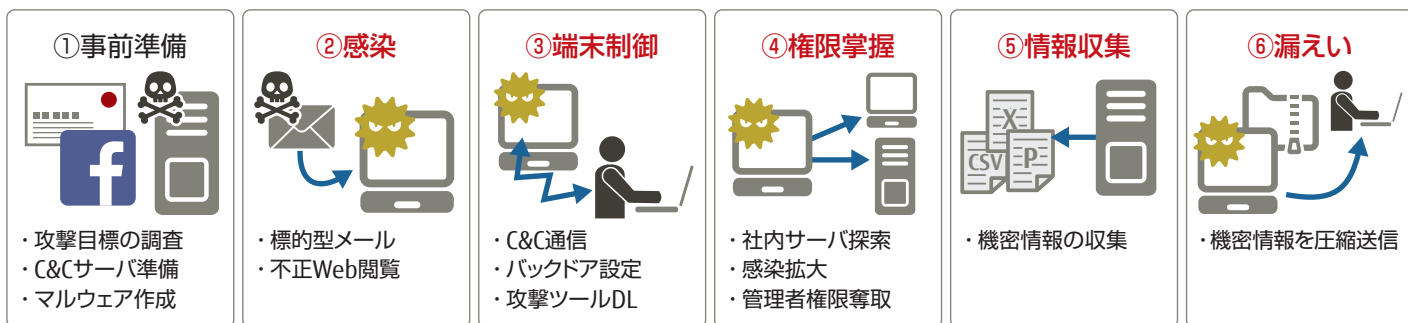 ①事前準備
f
・攻撃目標の調査
・C&Cサーバ準備
・マルウェア作成
②感染
・標的型メール
・不正Web閲覧
③端末制御
・C&C通信
・バックドア設定
・攻撃ツールDL
④権限掌握
・社内サーバ探索
・感染拡大
・管理者権限奪取
⑤情報収集
X
CSV
P
・機密情報の収集
⑥漏えい
・機密情報を圧縮送信